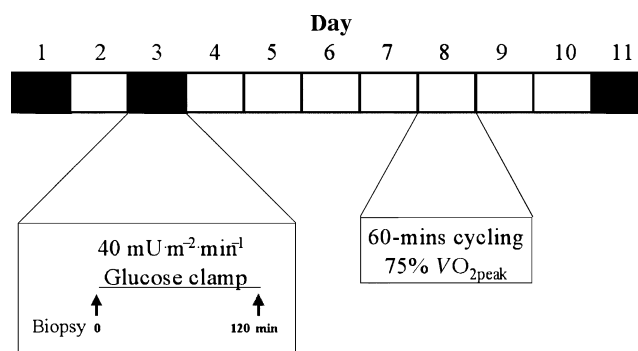 Day
1 2 3 4 5 6 7 8 9 10 11
40 mU·m⁻²·min⁻¹
Glucose clamp
Biopsy 0 120 min
60-mins cycling
75% VO₂peak